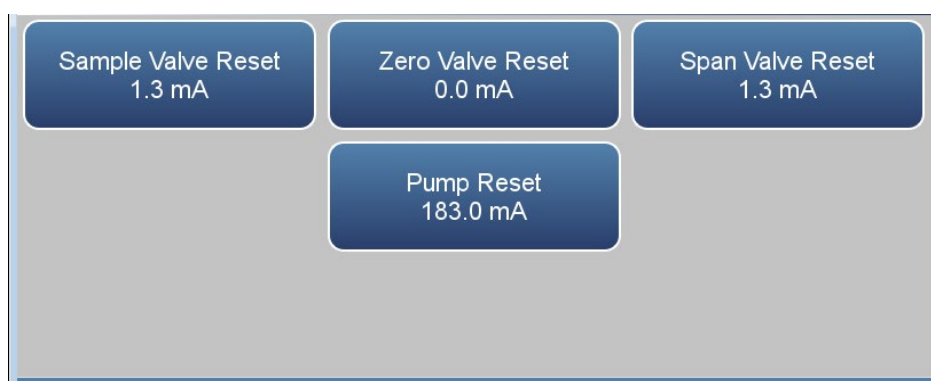 Sample Valve Reset
1.3 mA
Zero Valve Reset
0.0 mA
Span Valve Reset
1.3 mA
Pump Reset
183.0 mA